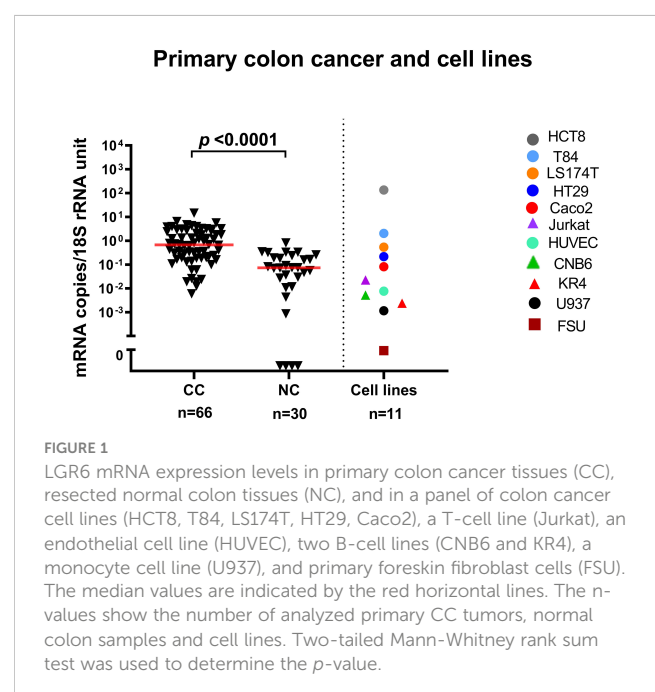 Primary colon cancer and cell lines
mRNA copies/18S rRNA unit
10⁴
10³
10²
10¹
10⁰
10⁻¹
10⁻²
10⁻³
0
p <0.0001
CC
NC
Cell lines
n=66
n=30
n=11
HCT8
T84
LS174T
HT29
Caco2
Jurkat
HUVEC
CNB6
KR4
U937
FSU
FIGURE 1
LGR6 mRNA expression levels in primary colon cancer tissues (CC),
resected normal colon tissues (NC), and in a panel of colon cancer
cell lines (HCT8, T84, LS174T, HT29, Caco2), a T-cell line (Jurkat), an
endothelial cell line (HUVEC), two B-cell lines (CNB6 and KR4), a
monocyte cell line (U937), and primary foreskin fibroblast cells (FSU).
The median values are indicated by the red horizontal lines. The n-
values show the number of analyzed primary CC tumors, normal
colon samples and cell lines. Two-tailed Mann-Whitney rank sum
test was used to determine the p-value.